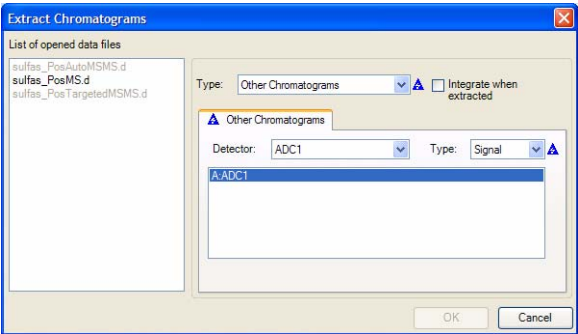 Extract Chromatograms
List of opened data files
sulfas_PosAutoMSMS.d
sulfas_PosMS.d
sulfas_PosTargetedMSMS.d
Type: Other Chromatograms Integrate when
extracted
Other Chromatograms
Detector: ADC1 Type: Signal
A:ADC1
OK Cancel